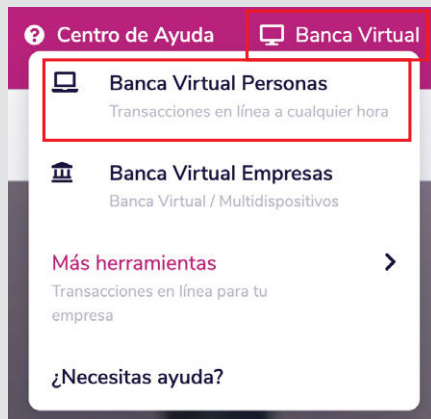 Centro de Ayuda
Banca Virtual
Banca Virtual Personas
Transacciones en línea a cualquier hora
Banca Virtual Empresas
Banca Virtual / Multidispositivos
Más herramientas
Transacciones en línea para tu
empresa
¿Necesitas ayuda?